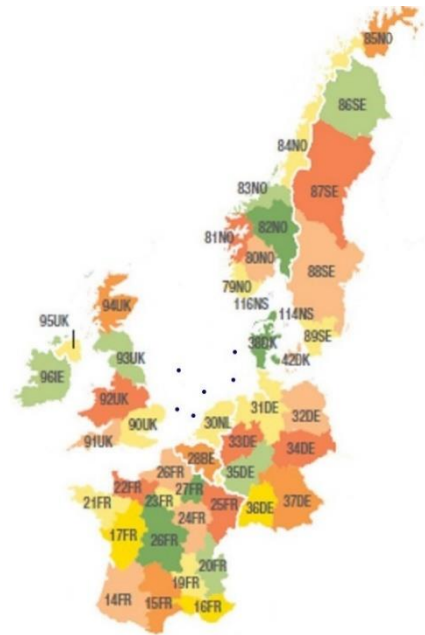 85NO
86SE
84NO
83NO
87SE
82NO
81NO
80NO
88SE
79NO
116NS
114NS
89SE
38DK
42DK
94UK
95UK
93UK
96IE
92UK
90UK
91UK
31DE
32DE
30NL
33DE
34DE
28BE
35DE
26FR
22FR
27FR
21FR
23FR
25FR
36DE
37DE
24FR
17FR
26FR
20FR
19FR
14FR
15FR
16FR